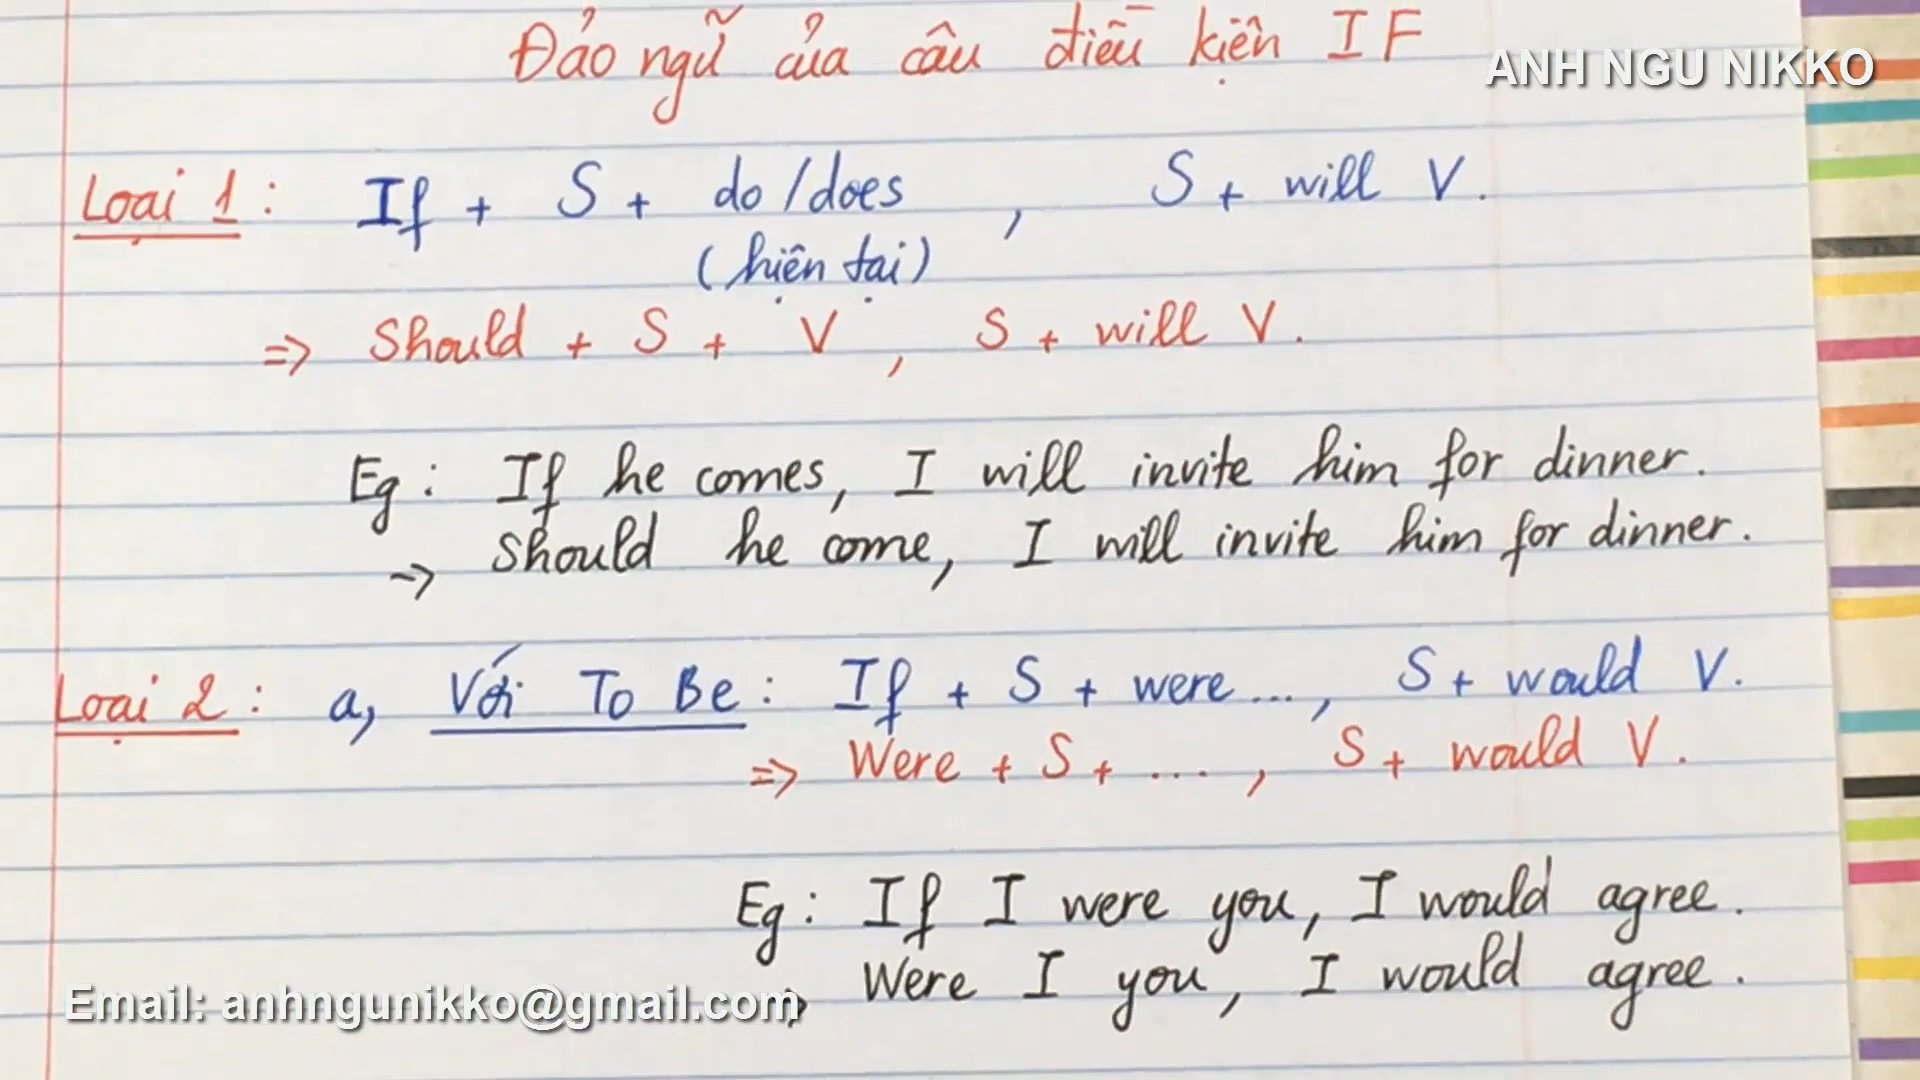 Đảo ngữ của câu điều kiện IF
ANH NGU NIKKO
Loại 1 : If + S + do/does , S + will V.
(hiện tại)
=> Should + S + V , S + will V.
Eg : If he comes, I will invite him for dinner.
-> Should he come, I will invite him for dinner.
Loại 2 : a, Với To Be : If + S + were ..., S + would V.
=> Were + S + .... , S + would V.
Eg : If I were you, I would agree.
-> Were I you, I would agree.
Email: anhngunikko@gmail.com